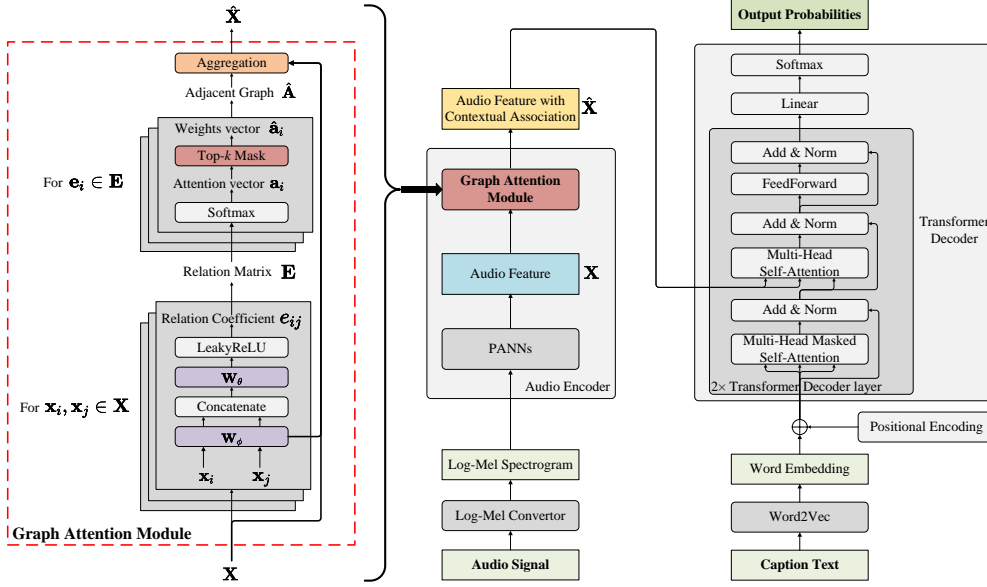 X̂
Aggregation
Adjacent Graph Â
Weights vector âᵢ
Top-k Mask
For eᵢ ∈ E
Attention vector aᵢ
Softmax
Relation Matrix E
Relation Coefficient eᵢⱼ
LeakyReLU
W_θ
For xᵢ, xⱼ ∈ X
Concatenate
W_ϕ
xᵢ
xⱼ
Graph Attention Module
X
Audio Feature with
Contextual Association
X̂
Graph Attention
Module
Audio Feature
X
PANNs
Audio Encoder
Log-Mel Spectrogram
Log-Mel Convertor
Audio Signal
Output Probabilities
Softmax
Linear
Add & Norm
FeedForward
Add & Norm
Transformer
Decoder
Multi-Head
Self-Attention
Add & Norm
Multi-Head Masked
Self-Attention
2× Transformer Decoder layer
Positional Encoding
Word Embedding
Word2Vec
Caption Text